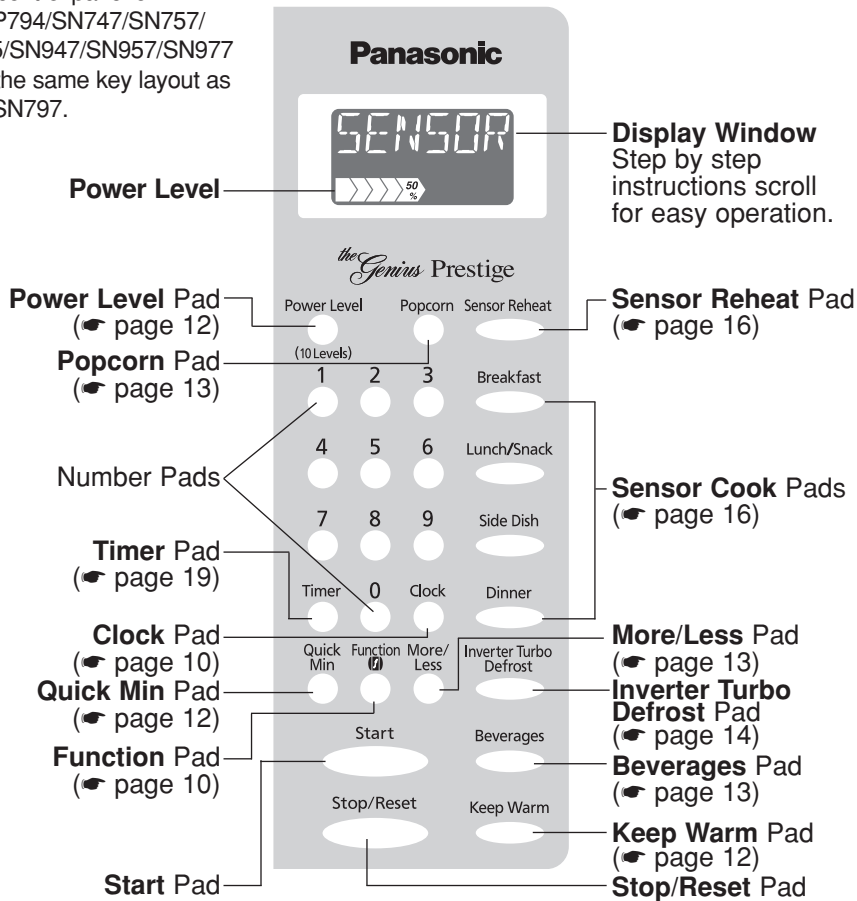 P794/SN747/SN757/
/SN947/SN957/SN977
the same key layout as
SN797.
Panasonic
SENSOR
50
%
Display Window
Step by step
instructions scroll
for easy operation.
Power Level
the Genius Prestige
Power Level Popcorn Sensor Reheat
(10 Levels)
Power Level Pad
(☛ page 12)
Popcorn Pad
(☛ page 13)
Sensor Reheat Pad
(☛ page 16)
1 2 3 Breakfast
4 5 6 Lunch/Snack
Number Pads
Sensor Cook Pads
(☛ page 16)
7 8 9 Side Dish
Timer Pad
(☛ page 19)
Timer 0 Clock Dinner
Clock Pad
(☛ page 10)
Quick Min Pad
(☛ page 12)
Function Pad
(☛ page 10)
Quick Function More/ Inverter Turbo
Min Less Defrost
More/Less Pad
(☛ page 13)
Inverter Turbo
Defrost Pad
(☛ page 14)
Start Beverages
Beverages Pad
(☛ page 13)
Stop/Reset Keep Warm
Keep Warm Pad
(☛ page 12)
Start Pad
Stop/Reset Pad